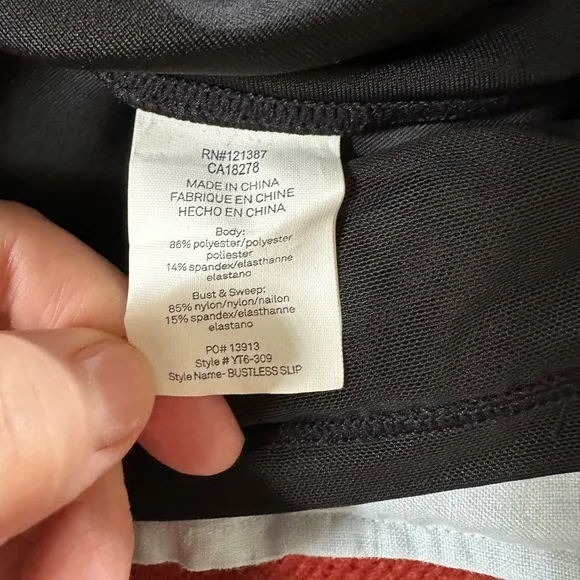 RN#121387
CA18278
MADE IN CHINA
FABRIQUE EN CHINE
HECHO EN CHINA
Body:
86% polyester/polyester
poliester
14% spandex/elasthanne
elastano
Bust & Sweep:
85% nylon/nylon/nailon
15% spandex/elasthanne
elastano
PO# 13913
Style # YT6-309
Style Name- BUSTLESS SLIP